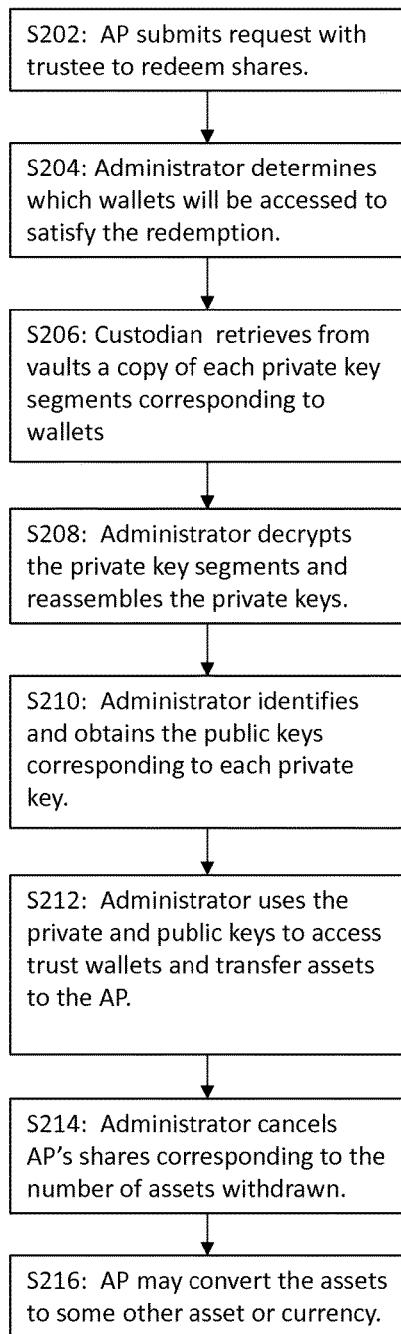 S202: AP submits request with
trustee to redeem shares.
S204: Administrator determines
which wallets will be accessed to
satisfy the redemption.
S206: Custodian retrieves from
vaults a copy of each private key
segments corresponding to
wallets
S208: Administrator decrypts
the private key segments and
reassembles the private keys.
S210: Administrator identifies
and obtains the public keys
corresponding to each private
key.
S212: Administrator uses the
private and public keys to access
trust wallets and transfer assets
to the AP.
S214: Administrator cancels
AP's shares corresponding to the
number of assets withdrawn.
S216: AP may convert the assets
to some other asset or currency.